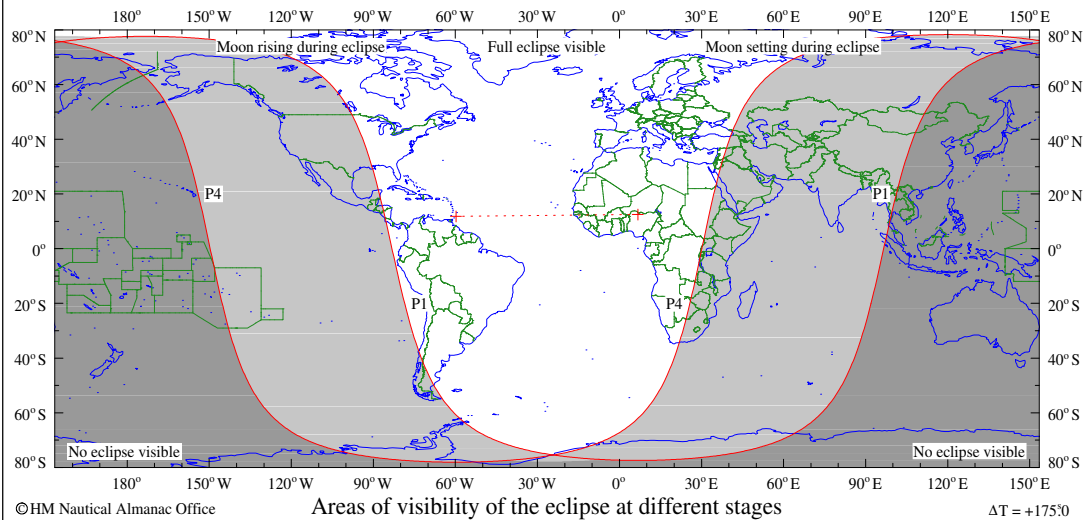 180° 150° W 120° W 90° W 60° W 30° W 0° 30° E 60° E 90° E 120° E 150° E
80° N 80° N
Moon rising during eclipse Full eclipse visible Moon setting during eclipse
60° N 60° N
40° N 40° N
20° N P4 P1 20° N
0° 0°
20° S P1 P4 20° S
40° S 40° S
60° S 60° S
No eclipse visible No eclipse visible
80° S 80° S
180° 150° W 120° W 90° W 60° W 30° W 0° 30° E 60° E 90° E 120° E 150° E
©HM Nautical Almanac Office Areas of visibility of the eclipse at different stages ΔT = +175ˢ.0